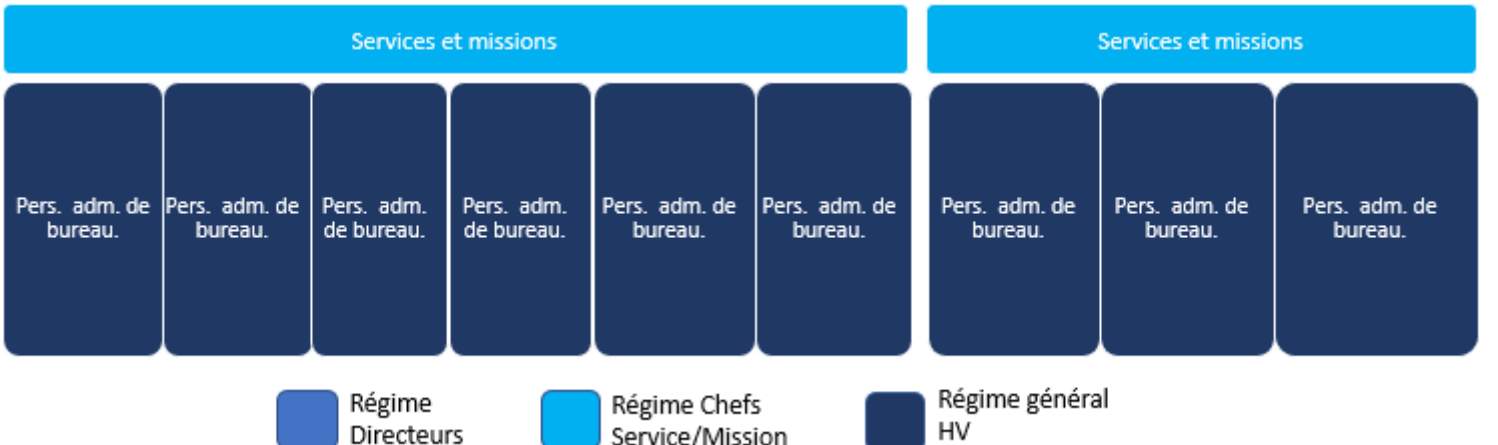 Services et missions
Services et missions
Pers. adm. de
bureau.
Pers. adm. de
bureau.
Pers. adm.
de bureau.
Pers. adm.
de bureau.
Pers. adm. de
bureau.
Pers. adm. de
bureau.
Pers. adm. de
bureau.
Pers. adm. de
bureau.
Pers. adm. de
bureau.
Régime
Directeurs
Régime Chefs
Service/Mission
Régime général
HV